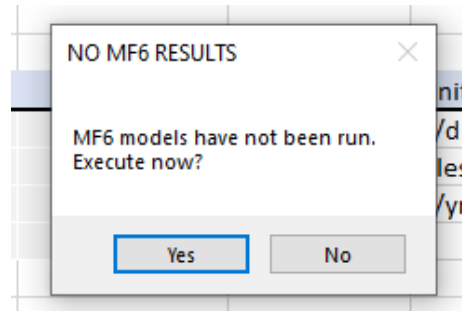 NO MF6 RESULTS
MF6 models have not been run.
Execute now?
Yes
No